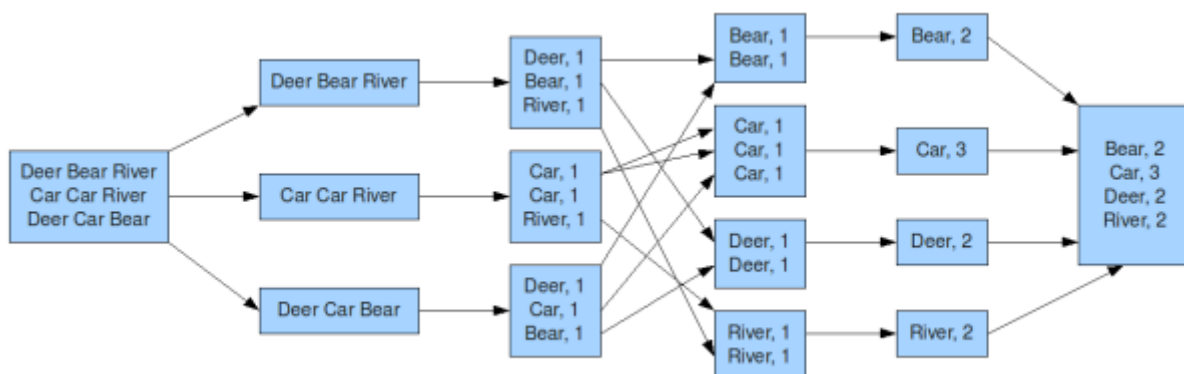 Deer Bear River
Car Car River
Deer Car Bear
Deer Bear River
Car Car River
Deer Car Bear
Deer, 1
Bear, 1
River, 1
Car, 1
Car, 1
River, 1
Deer, 1
Car, 1
Bear, 1
Bear, 1
Bear, 1
Car, 1
Car, 1
Car, 1
Deer, 1
Deer, 1
River, 1
River, 1
Bear, 2
Car, 3
Deer, 2
River, 2
Bear, 2
Car, 3
Deer, 2
River, 2